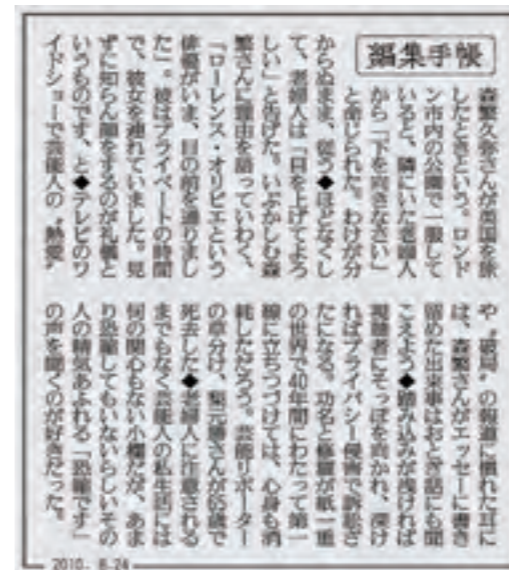 編集手帳
森繁久弥さんが英国を旅
したときという。ロンド
ン市内の公園で一服して
いると、隣にいた老婦人
から「下を向きなさい」
と命じられた。わけが分
からぬまま、従う◆ほどなくし
て、老婦人は「目を上げてよろ
しい」と告げた。いぶかしむ森
繁さんに理由を語っていわく、
「ローレンス・オリビエという
俳優がいま、目の前を通りまし
た」。彼はプライベートの時間
で、彼女を連れていました。見
ずに知らん顔をするのが礼儀と
いうものです、と◆テレビのワ
イドショーで芸能人の〝熱愛〟
や〝破局〟の報道に慣れた耳に
は、森繁さんがエッセーに書き
留めた出来事はおとぎ話にも聞
こえよう◆踏み込みが浅ければ
視聴者にそっぽを向かれ、深け
ればプライバシー侵害で訴訟ざ
たになる。功名と修羅が紙一重
の世界で40年間にわたって第一
線に立ちつづけては、心身も消
耗しただろう。芸能リポーター
の草分け、梨元勝さんが65歳で
死去した◆老婦人に注意される
までもなく芸能人の私生活には
何の関心もない小欄だが、あま
り恐縮してもいないらしいその
人の精気あふれる「恐縮です」
の声を聞くのが好きだった。
2010. 8.24